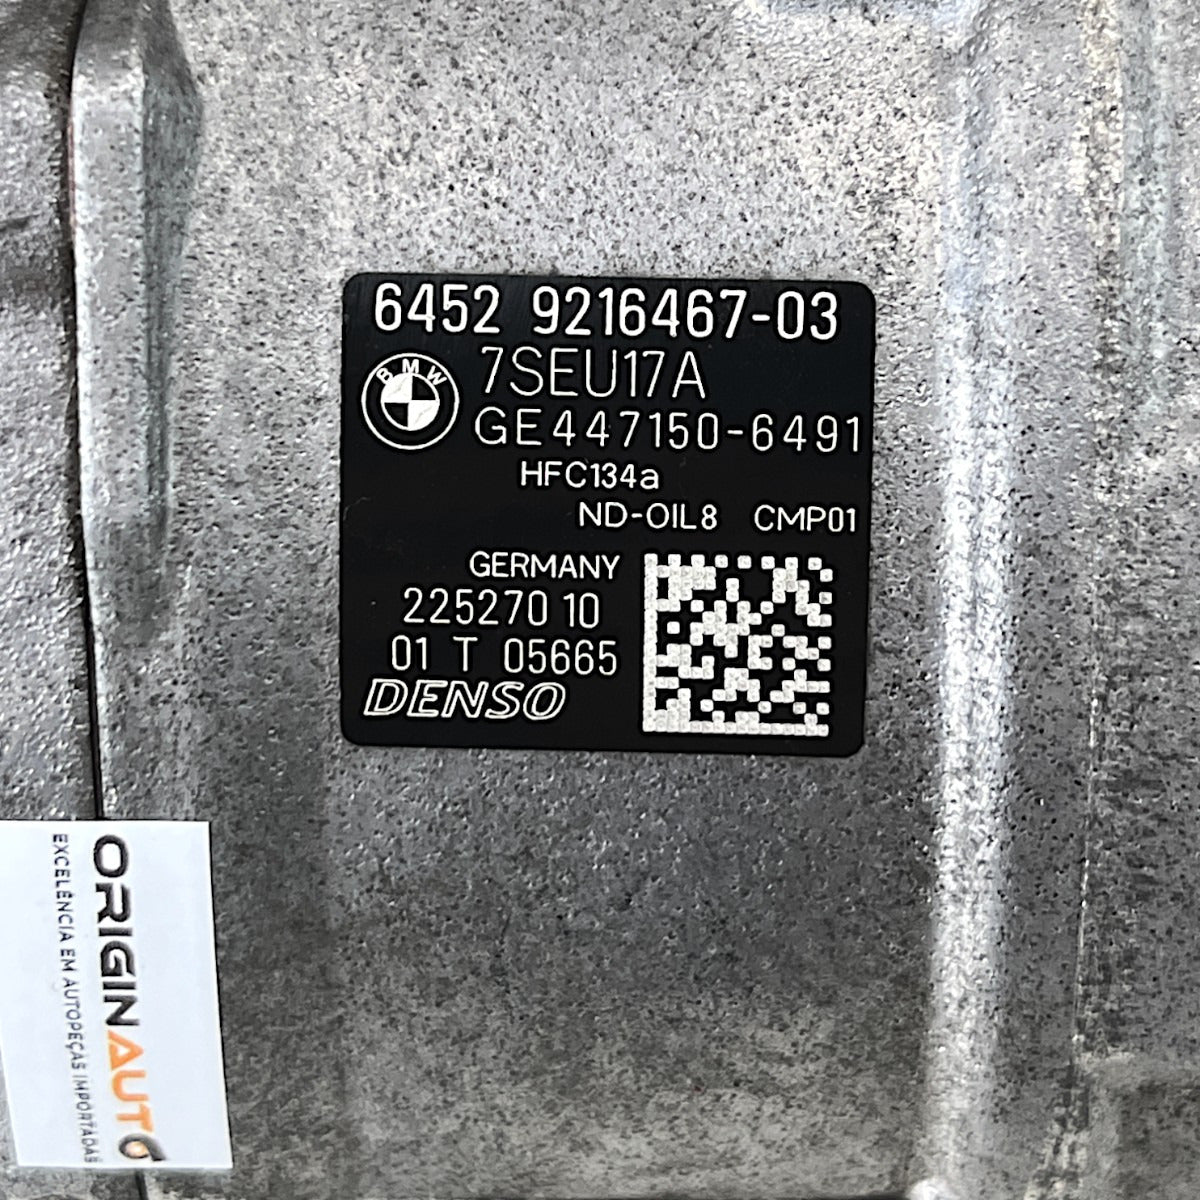 6452 9216467-03
BMW
7SEU17A
GE447150-6491
HFC134a
ND-OIL8 CMP01
GERMANY
225270 10
01 T 05665
DENSO
ORIGINAUTO
EXCELÊNCIA EM AUTOPEÇAS IMPORTADAS